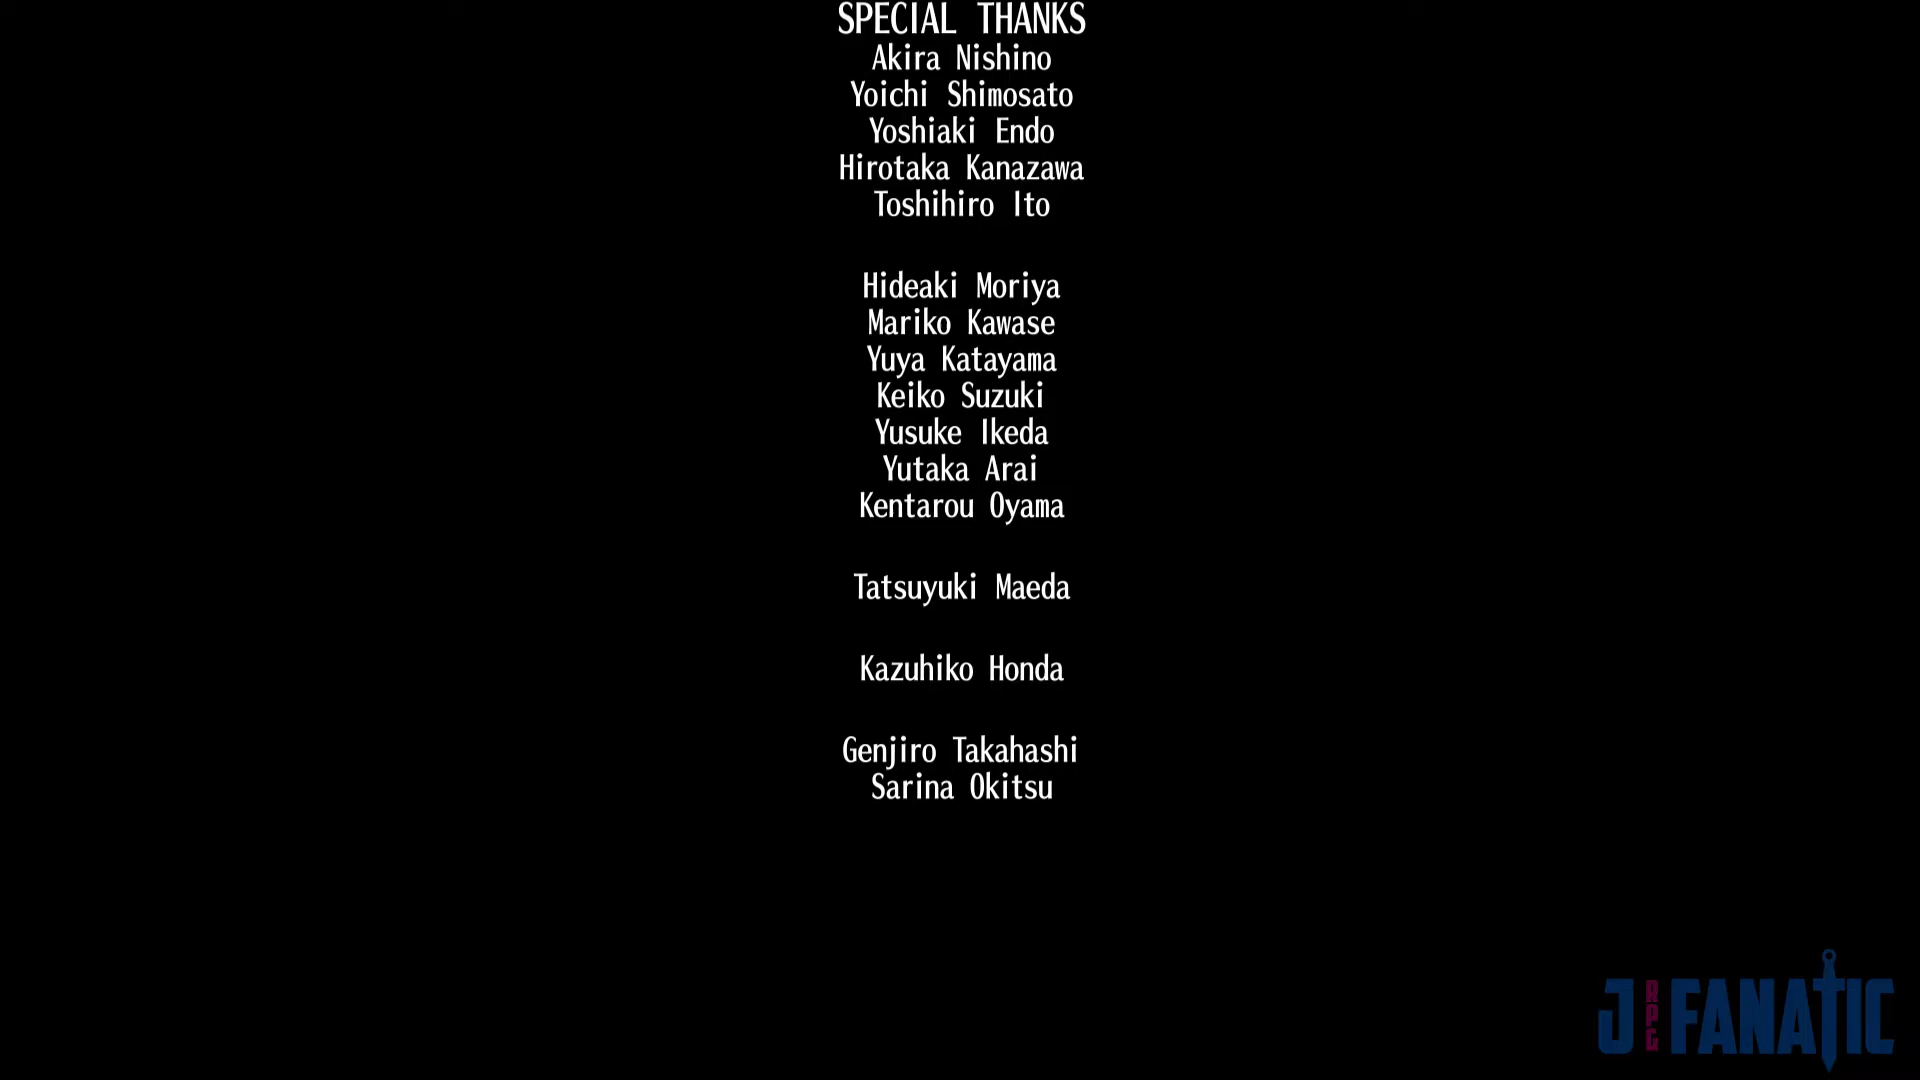 SPECIAL THANKS
Akira Nishino
Yoichi Shimosato
Yoshiaki Endo
Hirotaka Kanazawa
Toshihiro Ito
Hideaki Moriya
Mariko Kawase
Yuya Katayama
Keiko Suzuki
Yusuke Ikeda
Yutaka Arai
Kentarou Oyama
Tatsuyuki Maeda
Kazuhiko Honda
Genjiro Takahashi
Sarina Okitsu
J RPG FANATIC